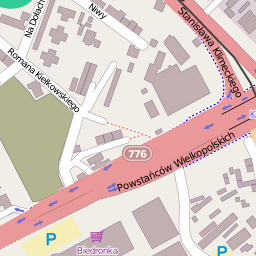 Niwy
Na Dołach
Stanisława Klimeckiego
Romana Kiełkowskiego
776
Powstańców Wielkopolskich
P
Biedronka
P